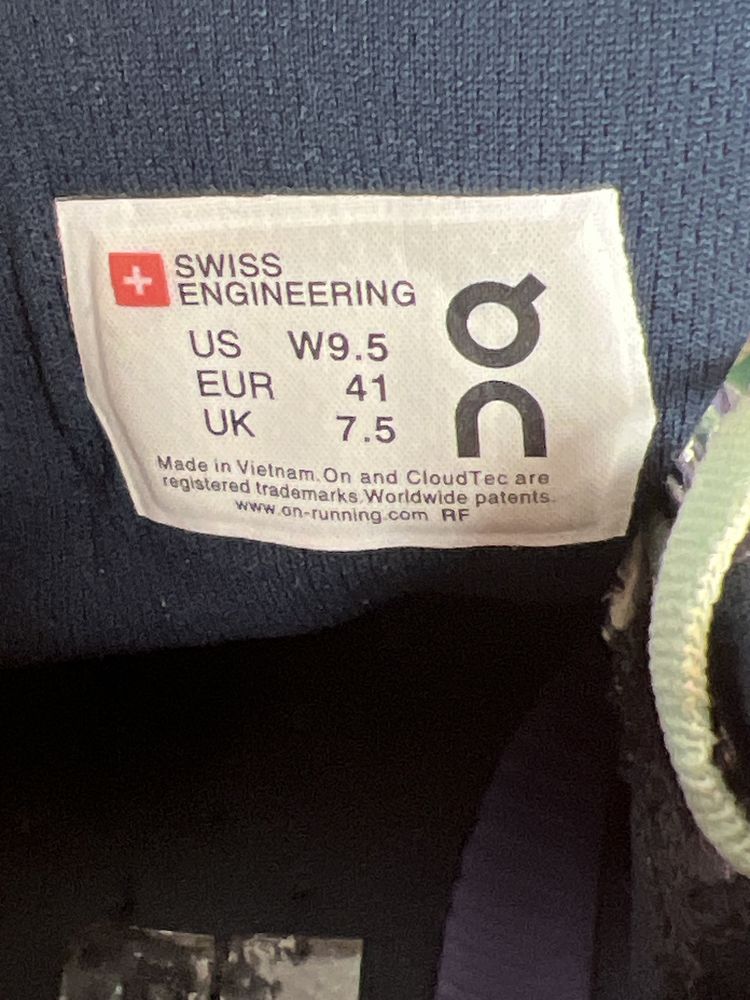 SWISS
ENGINEERING
US W9.5
EUR 41
UK 7.5
On
Made in Vietnam.On and CloudTec are
registered trademarks.Worldwide patents.
www.on-running.com RF